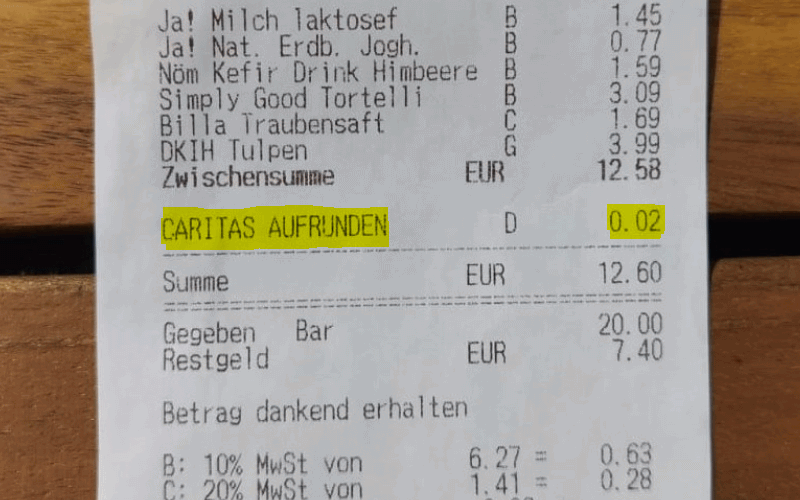 Ja! Milch laktosef B 1.45
Ja! Nat. Erdb. Jogh. B 0.77
Nöm Kefir Drink Himbeere B 1.59
Simply Good Tortelli B 3.09
Billa Traubensaft C 1.69
DKIH Tulpen G 3.99
Zwischensumme EUR 12.58
CARITAS AUFRUNDEN D 0.02
Summe EUR 12.60
Gegeben Bar 20.00
Restgeld EUR 7.40
Betrag dankend erhalten
B: 10% MwSt von 6.27 = 0.63
C: 20% MwSt von 1.41 = 0.28